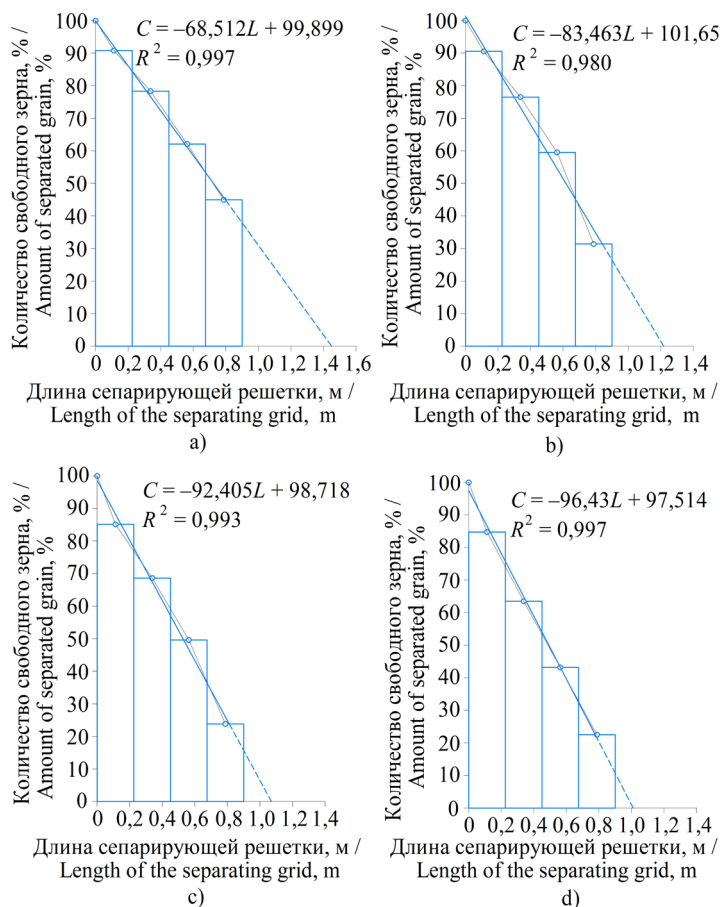 Количество свободного зерна, % /
Amount of separated grain, %
100
90
80
70
60
50
40
30
20
10
0
C = –68,512L + 99,899
R² = 0,997
0 0,2 0,4 0,6 0,8 1,0 1,2 1,4 1,6
Длина сепарирующей решетки, м /
Length of the separating grid, m
a)
Количество свободного зерна, % /
Amount of separated grain, %
100
90
80
70
60
50
40
30
20
10
0
C = –83,463L + 101,65
R² = 0,980
0 0,2 0,4 0,6 0,8 1,0 1,2 1,4
Длина сепарирующей решетки, м /
Length of the separating grid, m
b)
Количество свободного зерна, % /
Amount of separated grain, %
100
90
80
70
60
50
40
30
20
10
0
C = –92,405L + 98,718
R² = 0,993
0 0,2 0,4 0,6 0,8 1,0 1,2 1,4
Длина сепарирующей решетки, м /
Length of the separating grid, m
c)
Количество свободного зерна, % /
Amount of separated grain, %
100
90
80
70
60
50
40
30
20
10
0
C = –96,43L + 97,514
R² = 0,997
0 0,2 0,4 0,6 0,8 1,0 1,2 1,4
Длина сепарирующей решетки, м /
Length of the separating grid, m
d)